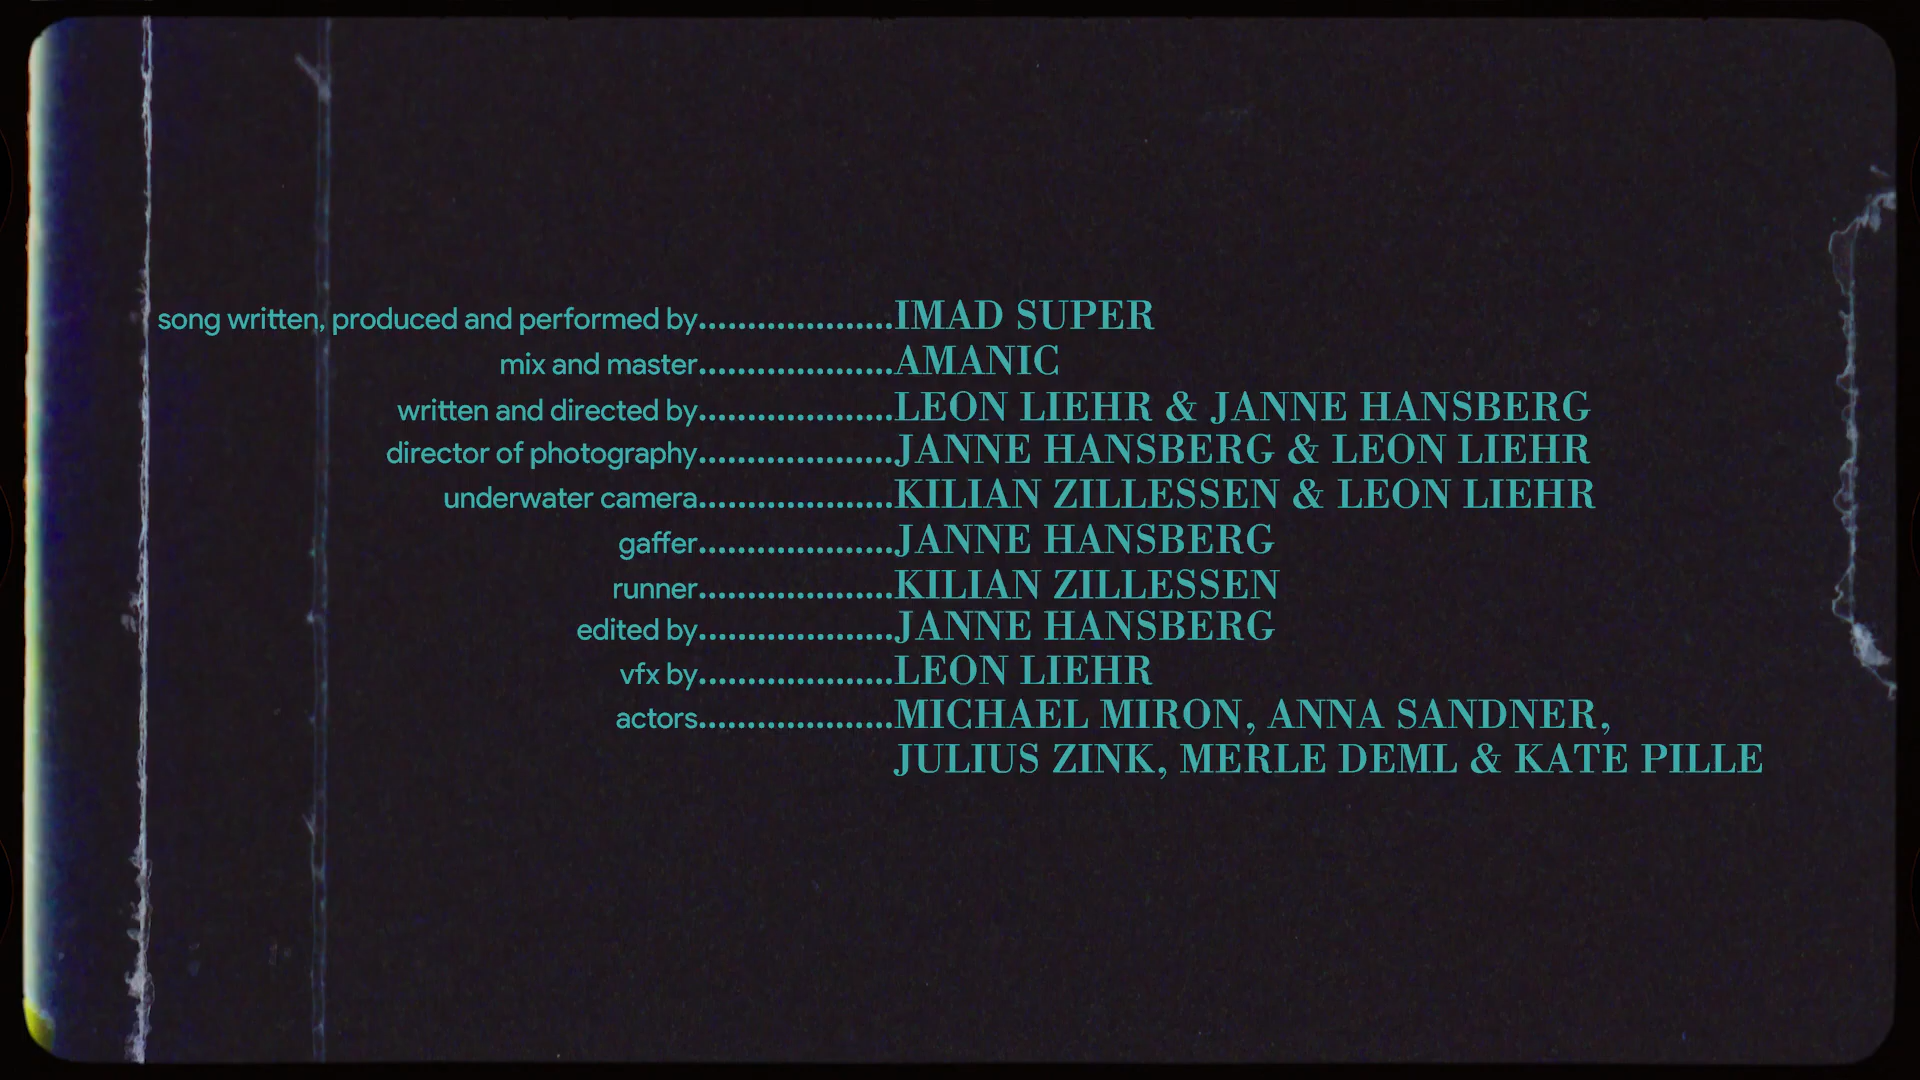 song written, produced and performed by....................IMAD SUPER
mix and master....................AMANIC
written and directed by....................LEON LIEHR & JANNE HANSBERG
director of photography....................JANNE HANSBERG & LEON LIEHR
underwater camera....................KILIAN ZILLESSEN & LEON LIEHR
gaffer....................JANNE HANSBERG
runner....................KILIAN ZILLESSEN
edited by....................JANNE HANSBERG
vfx by....................LEON LIEHR
actors....................MICHAEL MIRON, ANNA SANDNER,
JULIUS ZINK, MERLE DEML & KATE PILLE